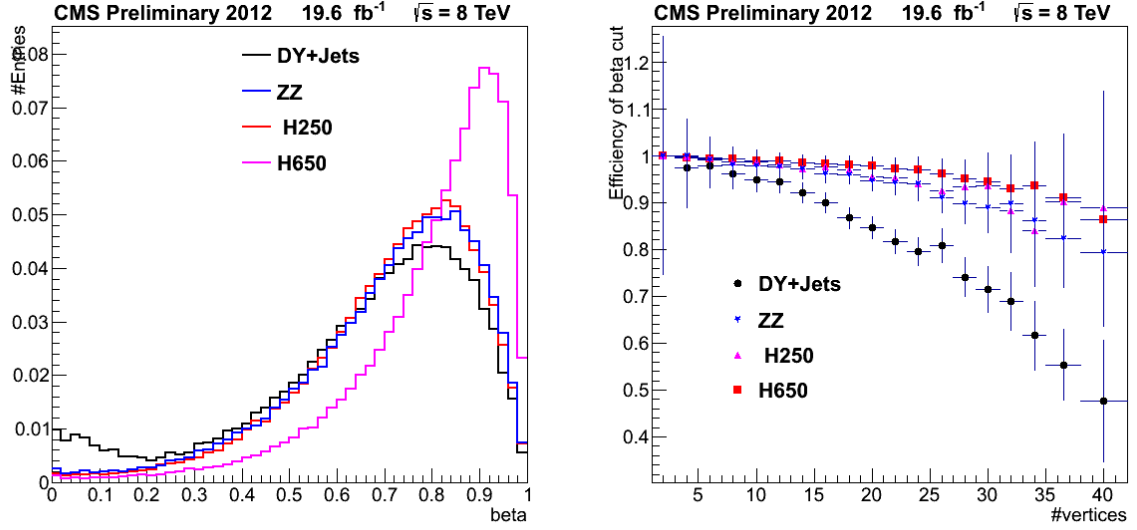 CMS Preliminary 2012 19.6 fb-1 √s = 8 TeV
#Entries
0.08
0.07
0.06
0.05
0.04
0.03
0.02
0.01
0
DY+Jets
ZZ
H250
H650
0 0.1 0.2 0.3 0.4 0.5 0.6 0.7 0.8 0.9 1
beta
CMS Preliminary 2012 19.6 fb-1 √s = 8 TeV
Efficiency of beta cut
1.2
1.1
1
0.9
0.8
0.7
0.6
0.5
0.4
DY+Jets
ZZ
H250
H650
5 10 15 20 25 30 35 40
#vertices